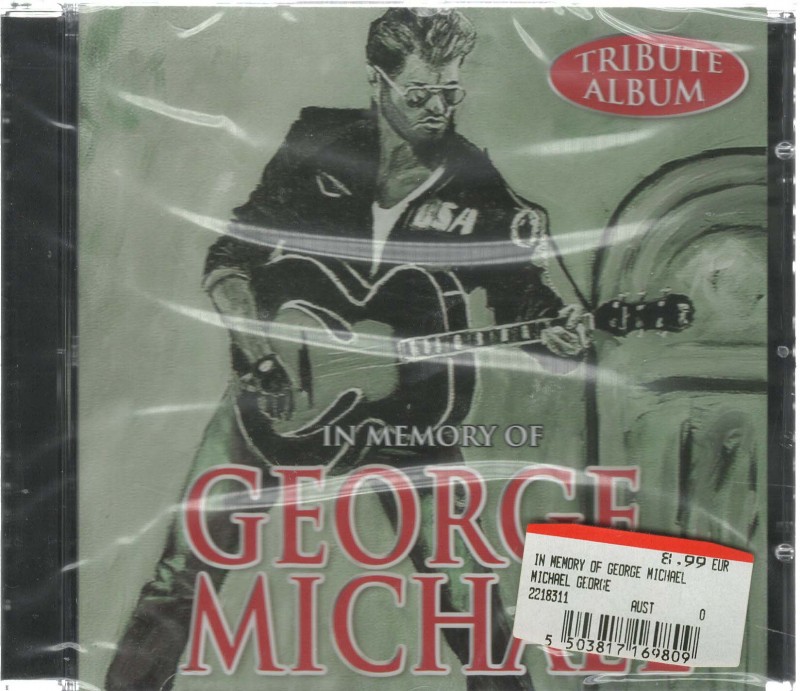 TRIBUTE
ALBUM
USA
IN MEMORY OF
GEORGE
MICHAEL
8.99 EUR
IN MEMORY OF GEORGE MICHAEL
MICHAEL GEORGE
2218311
AUST 0
5 503817 169809